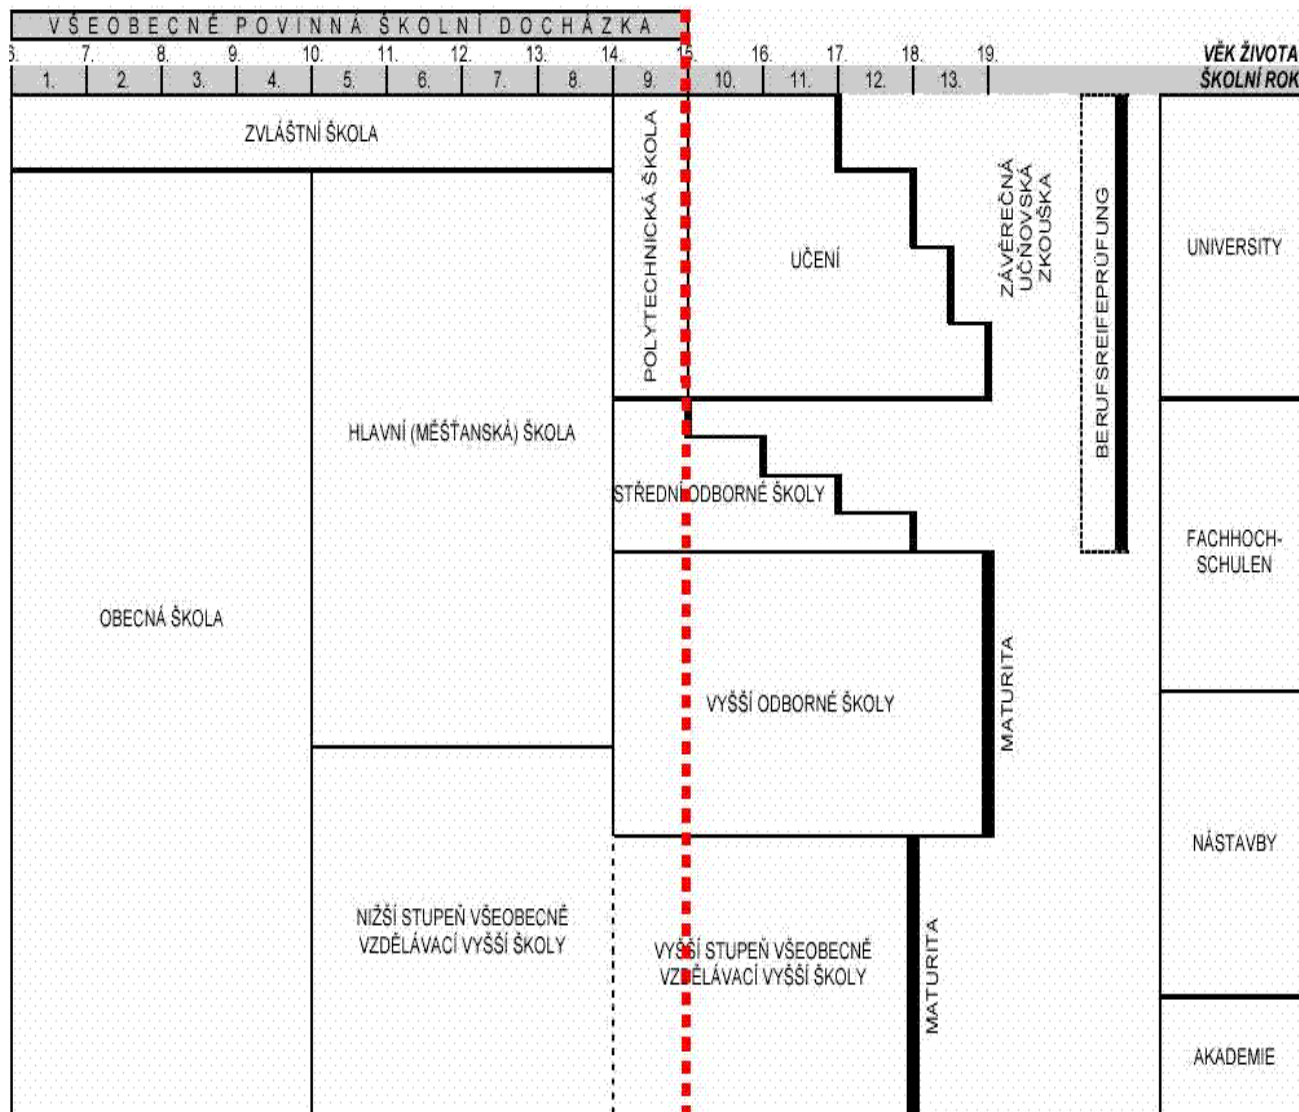 VŠEOBECNĚ POVINNÁ ŠKOLNÍ DOCHÁZKA
6. 7. 8. 9. 10. 11. 12. 13. 14. 15. 16. 17. 18. 19. VĚK ŽIVOTA
1. 2. 3. 4. 5. 6. 7. 8. 9. 10. 11. 12. 13. ŠKOLNÍ ROK
ZVLÁŠTNÍ ŠKOLA
POLYTECHNICKÁ ŠKOLA
UČENÍ
ZÁVĚREČNÁ
UČŇOVSKÁ
ZKOUŠKA
BERUFSREIFEPRÜFUNG
UNIVERSITY
HLAVNÍ (MĚŠŤANSKÁ) ŠKOLA
STŘEDNÍ ODBORNÉ ŠKOLY
FACHHOCH-
SCHULEN
OBECNÁ ŠKOLA
VYŠŠÍ ODBORNÉ ŠKOLY
MATURITA
NÁSTAVBY
NIŽŠÍ STUPEŇ VŠEOBECNĚ
VZDĚLÁVACÍ VYŠŠÍ ŠKOLY
VYŠŠÍ STUPEŇ VŠEOBECNĚ
VZDĚLÁVACÍ VYŠŠÍ ŠKOLY
MATURITA
AKADEMIE